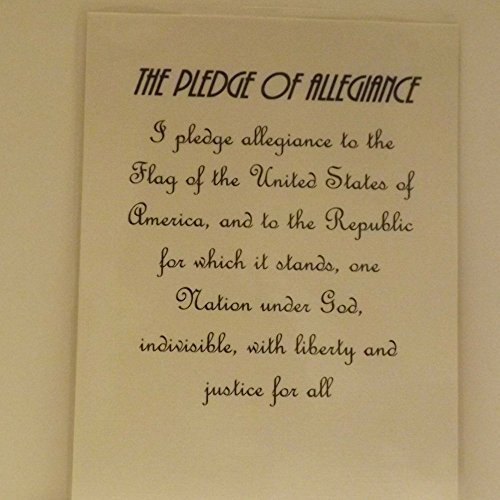 THE PLEDGE OF ALLEGIANCE
I pledge allegiance to the
Flag of the United States of
America, and to the Republic
for which it stands, one
Nation under God,
indivisible, with liberty and
justice for all